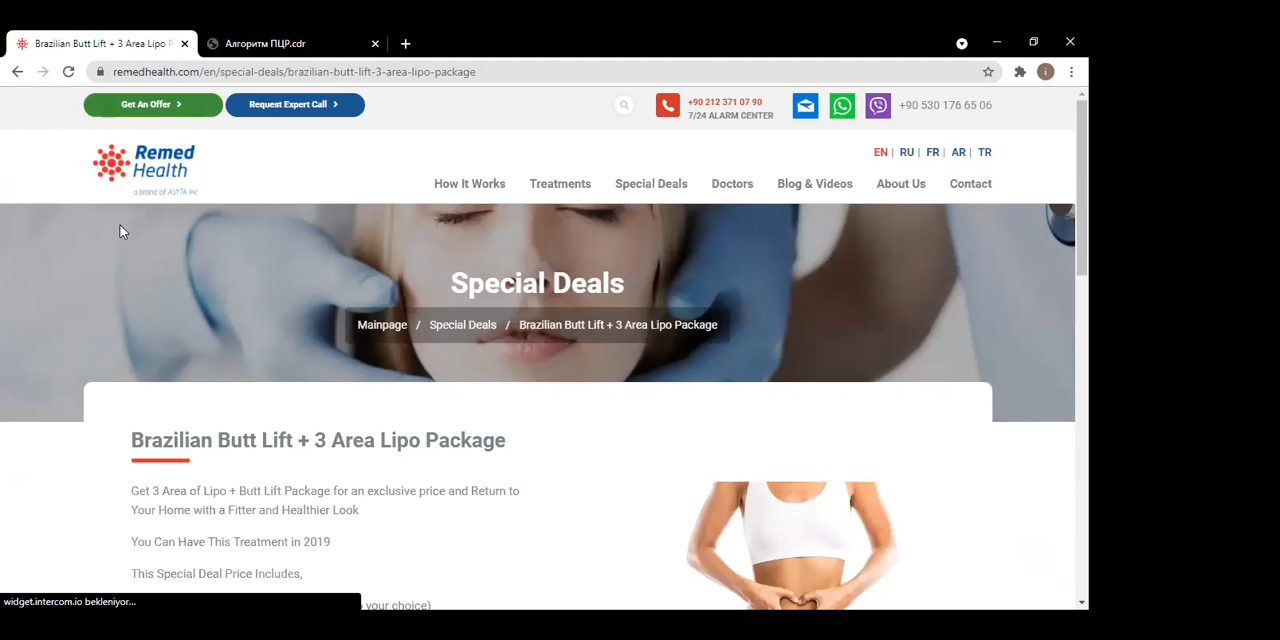 Brazilian Butt Lift + 3 Area Lipo P
Алгоритм ПЦР.cdr
remedhealth.com/en/special-deals/brazilian-butt-lift-3-area-lipo-package
i
Get An Offer
Request Expert Call
+90 212 371 07 90
7/24 ALARM CENTER
+90 530 176 65 06
Remed
Health
a brand of AVITA Inc.
EN | RU | FR | AR | TR
How It Works Treatments Special Deals Doctors Blog & Videos About Us Contact
Special Deals
Mainpage / Special Deals / Brazilian Butt Lift + 3 Area Lipo Package
Brazilian Butt Lift + 3 Area Lipo Package
Get 3 Area of Lipo + Butt Lift Package for an exclusive price and Return to
Your Home with a Fitter and Healthier Look
You Can Have This Treatment in 2019
This Special Deal Price Includes,
your choice)
widget.intercom.io bekleniyor...